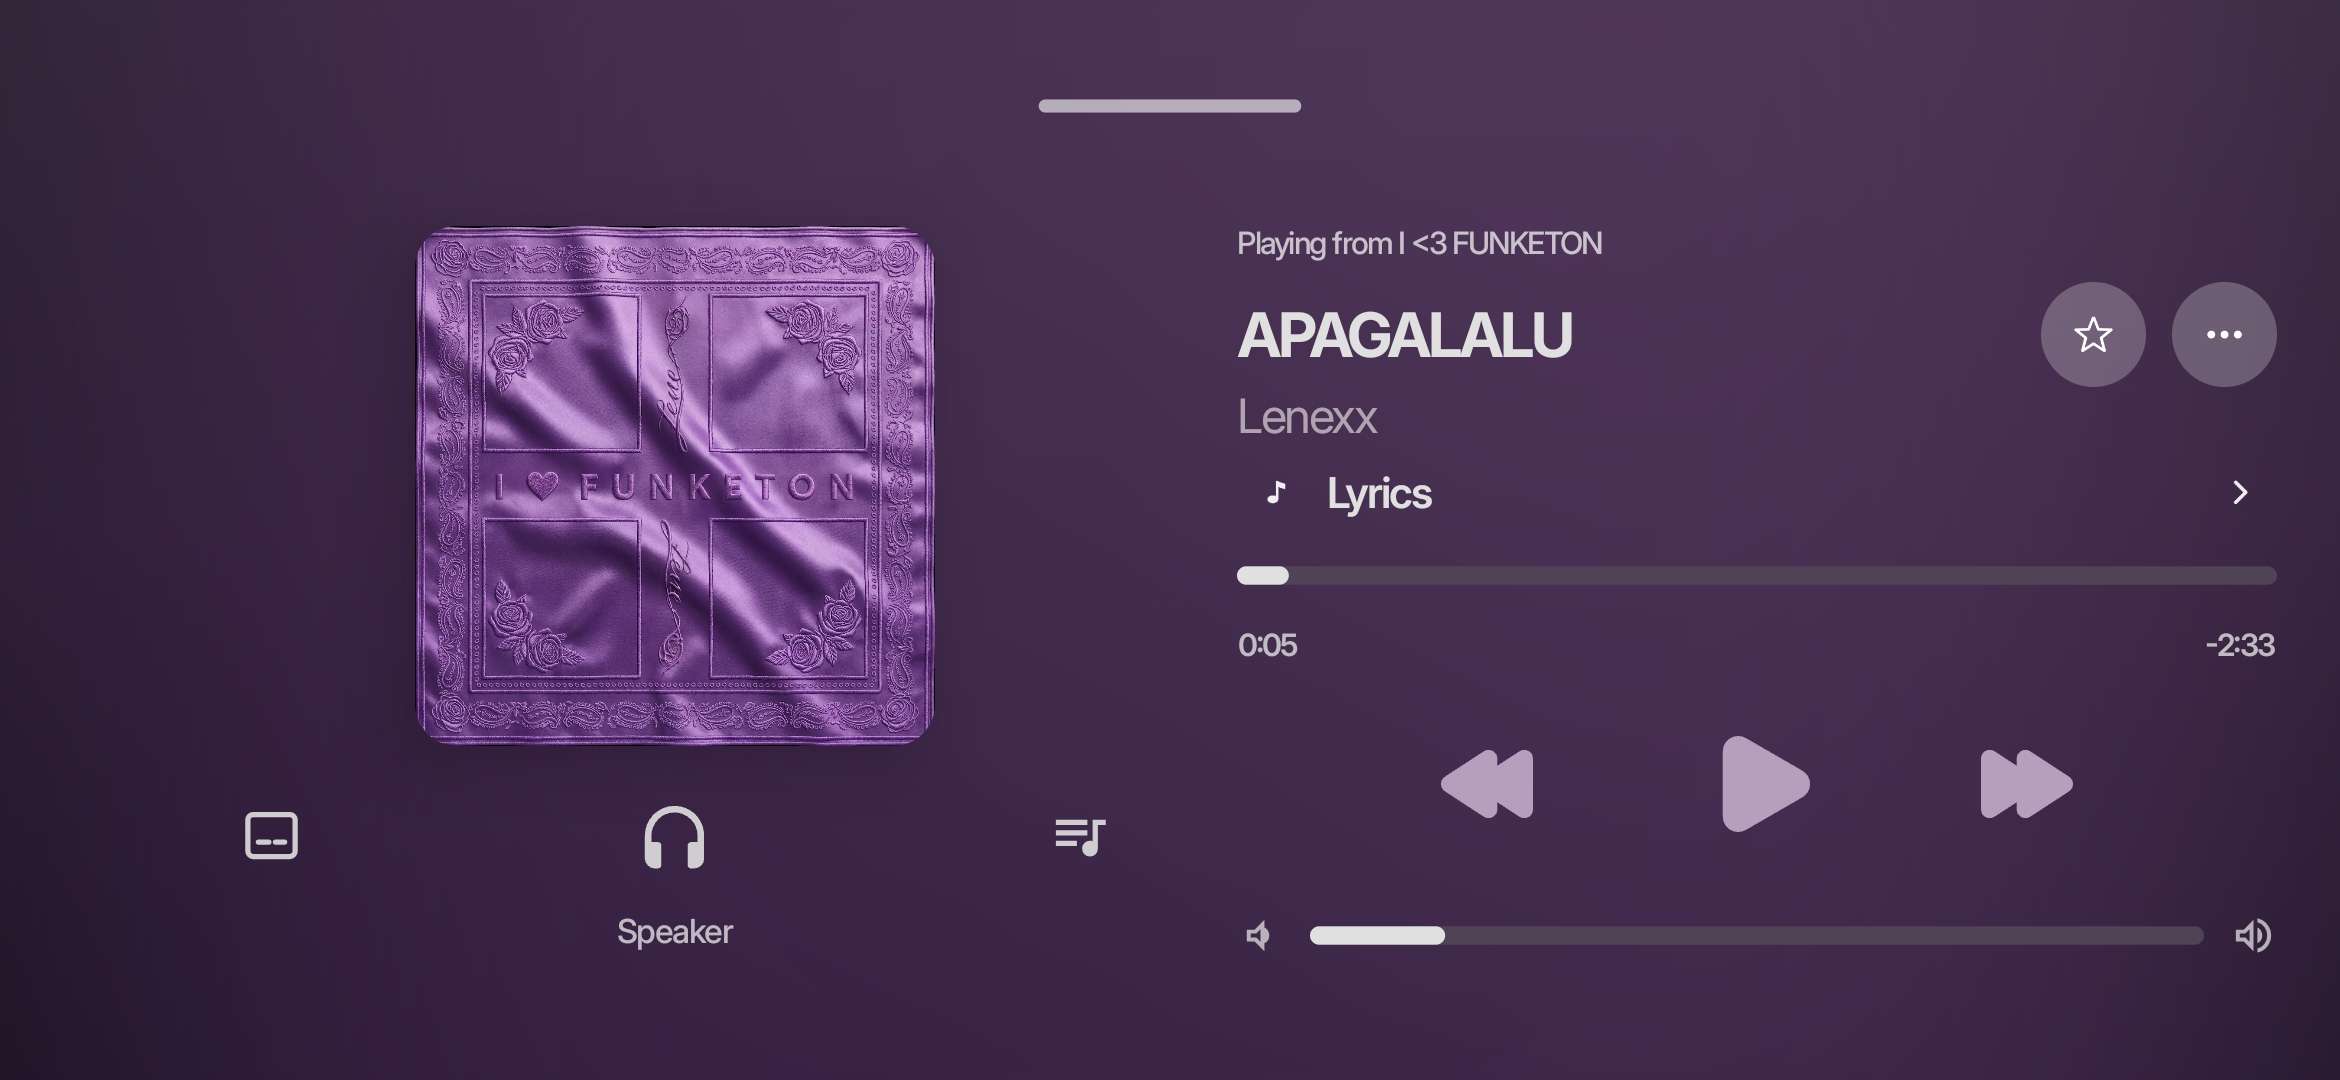 I ♥ FUNKETON
Speaker
Playing from I <3 FUNKETON
APAGALALU
Lenexx
Lyrics
0:05
-2:33